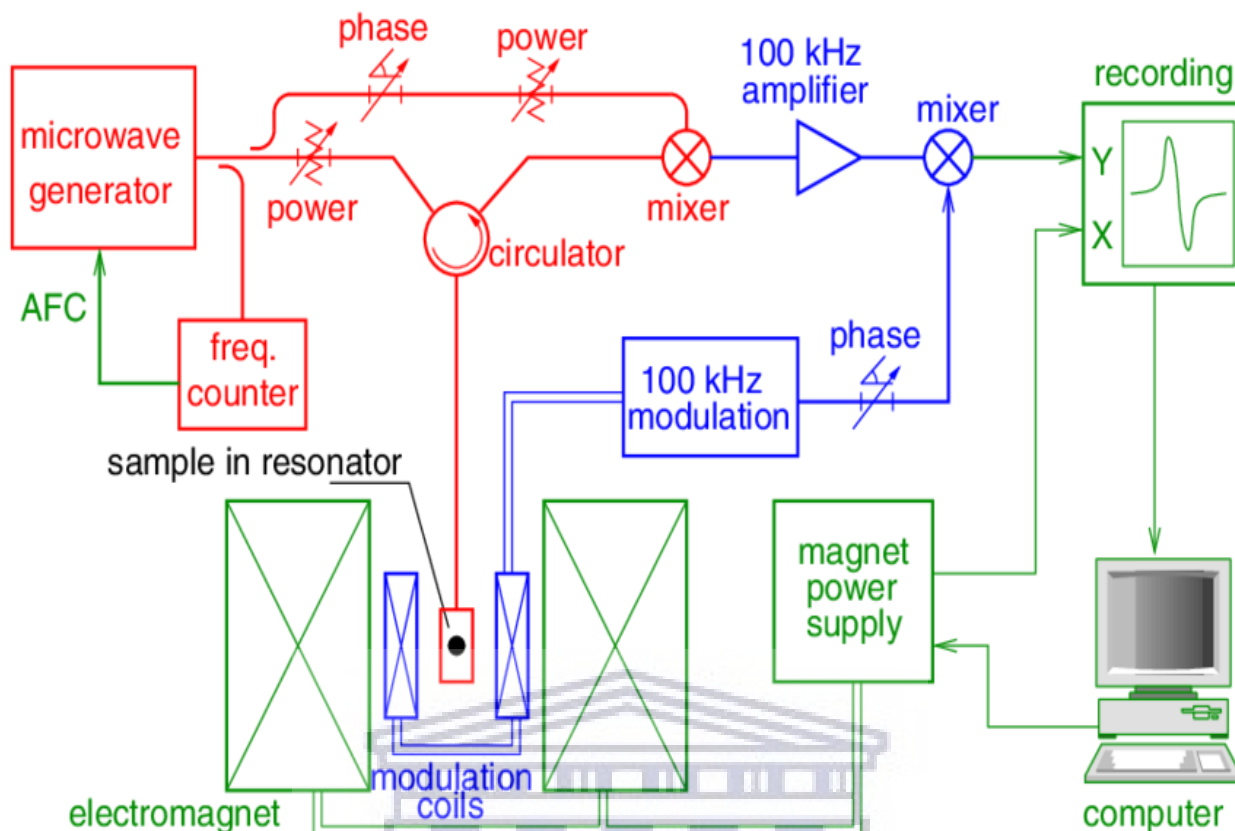 phase
power
100 kHz
amplifier
recording
mixer
microwave
generator
power
mixer
Y
X
circulator
AFC
freq.
counter
phase
100 kHz
modulation
sample in resonator
magnet
power
supply
modulation
coils
electromagnet
computer